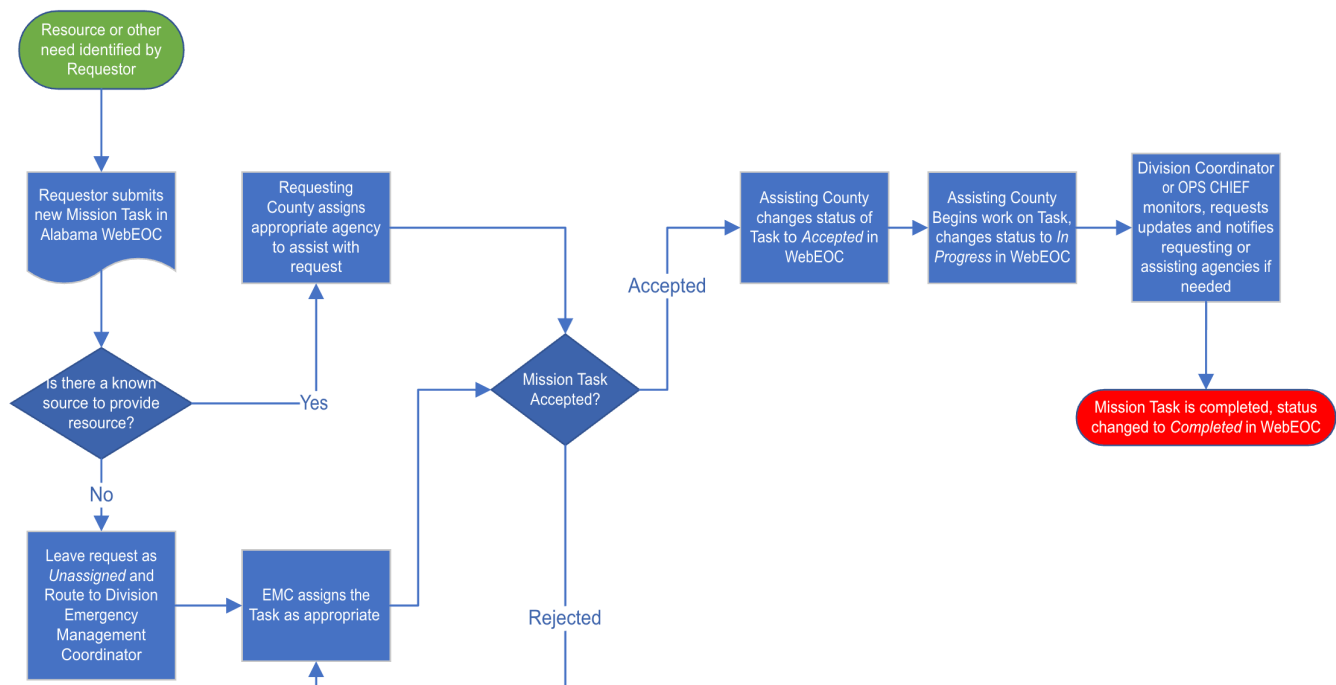 Resource or other
need identified by
Requestor
Requestor submits
new Mission Task in
Alabama WebEOC
Requesting
County assigns
appropriate agency
to assist with
request
Assisting County
changes status of
Task to Accepted in
WebEOC
Assisting County
Begins work on Task,
changes status to In
Progress in WebEOC
Division Coordinator
or OPS CHIEF
monitors, requests
updates and notifies
requesting or
assisting agencies if
needed
Accepted
Is there a known
source to provide
resource?
Yes
Mission Task
Accepted?
Mission Task is completed, status
changed to Completed in WebEOC
No
Leave request as
Unassigned and
Route to Division
Emergency
Management
Coordinator
EMC assigns the
Task as appropriate
Rejected